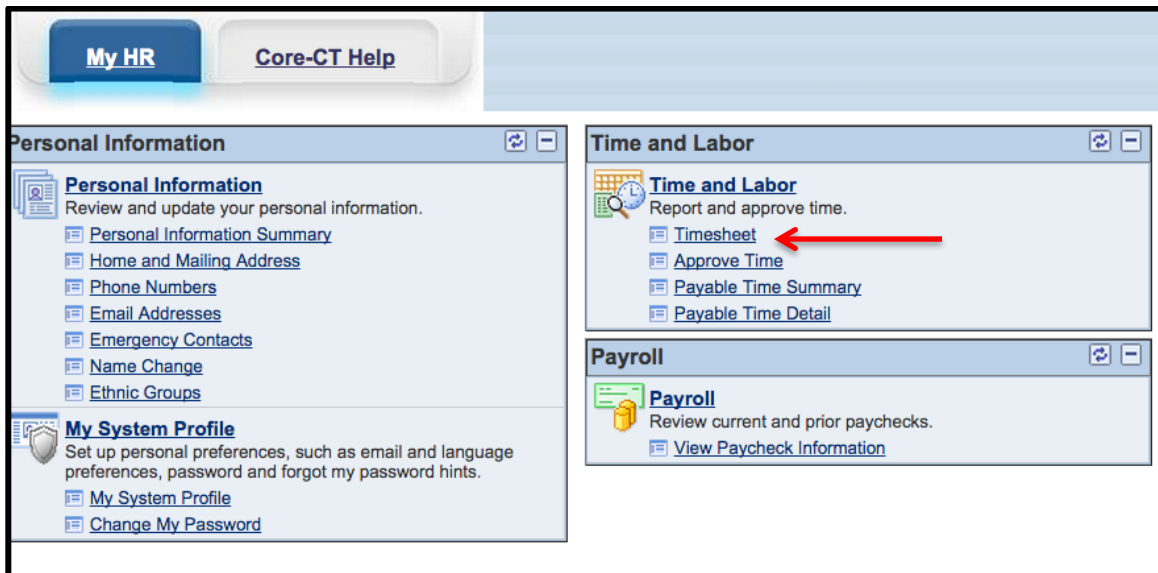 My HR
Core-CT Help
Personal Information
Personal Information
Review and update your personal information.
Personal Information Summary
Home and Mailing Address
Phone Numbers
Email Addresses
Emergency Contacts
Name Change
Ethnic Groups
My System Profile
Set up personal preferences, such as email and language
preferences, password and forgot my password hints.
My System Profile
Change My Password
Time and Labor
Time and Labor
Report and approve time.
Timesheet
Approve Time
Payable Time Summary
Payable Time Detail
Payroll
Payroll
Review current and prior paychecks.
View Paycheck Information